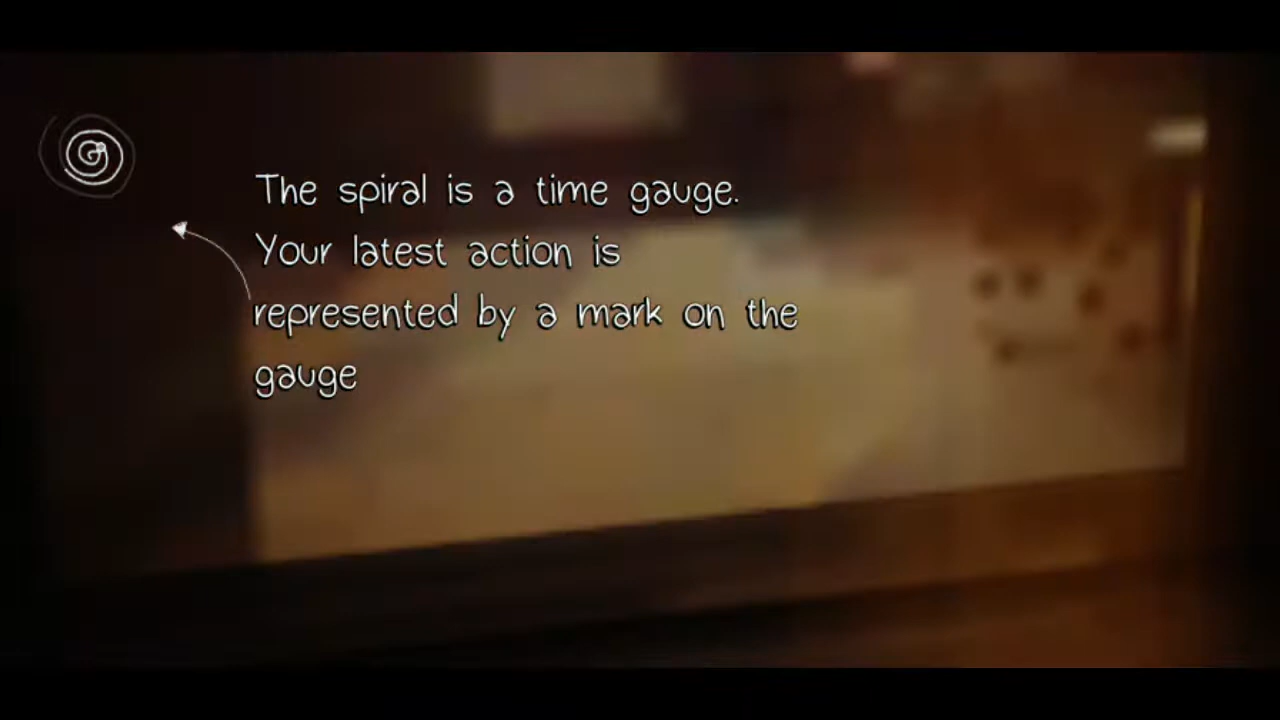 The spiral is a time gauge.
Your latest action is
represented by a mark on the
gauge